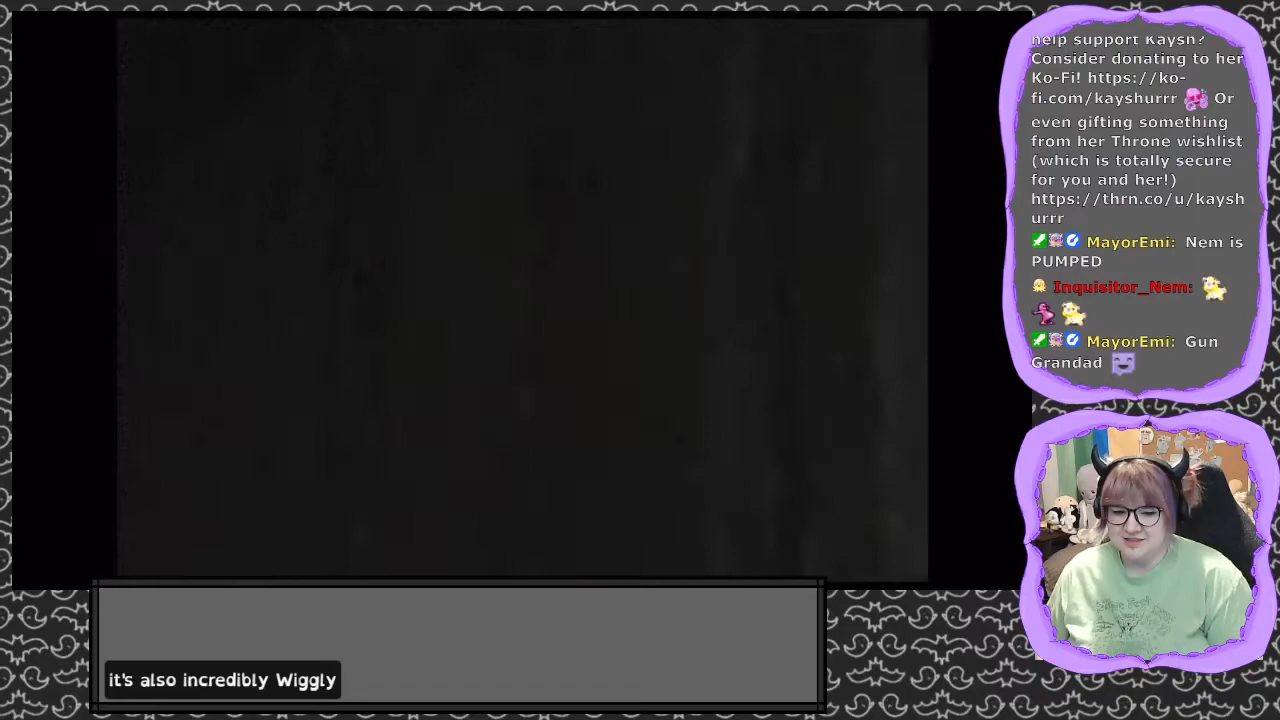 help support Kaysh?
Consider donating to her
Ko-Fi! https://ko-
fi.com/kayshurrr Or
even gifting something
from her Throne wishlist
(which is totally secure
for you and her!)
https://thrn.co/u/kaysh
urrr
MayorEmi: Nem is
PUMPED
Inquisitor_Nem:
MayorEmi: Gun
Grandad
it's also incredibly Wiggly